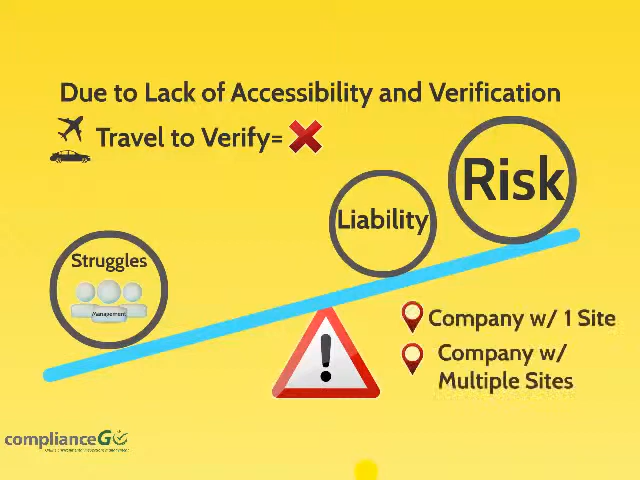 Due to Lack of Accessibility and Verification
Travel to Verify=
Risk
Liability
Struggles
Management
Company w/ 1 Site
Company w/
Multiple Sites
complianceGO